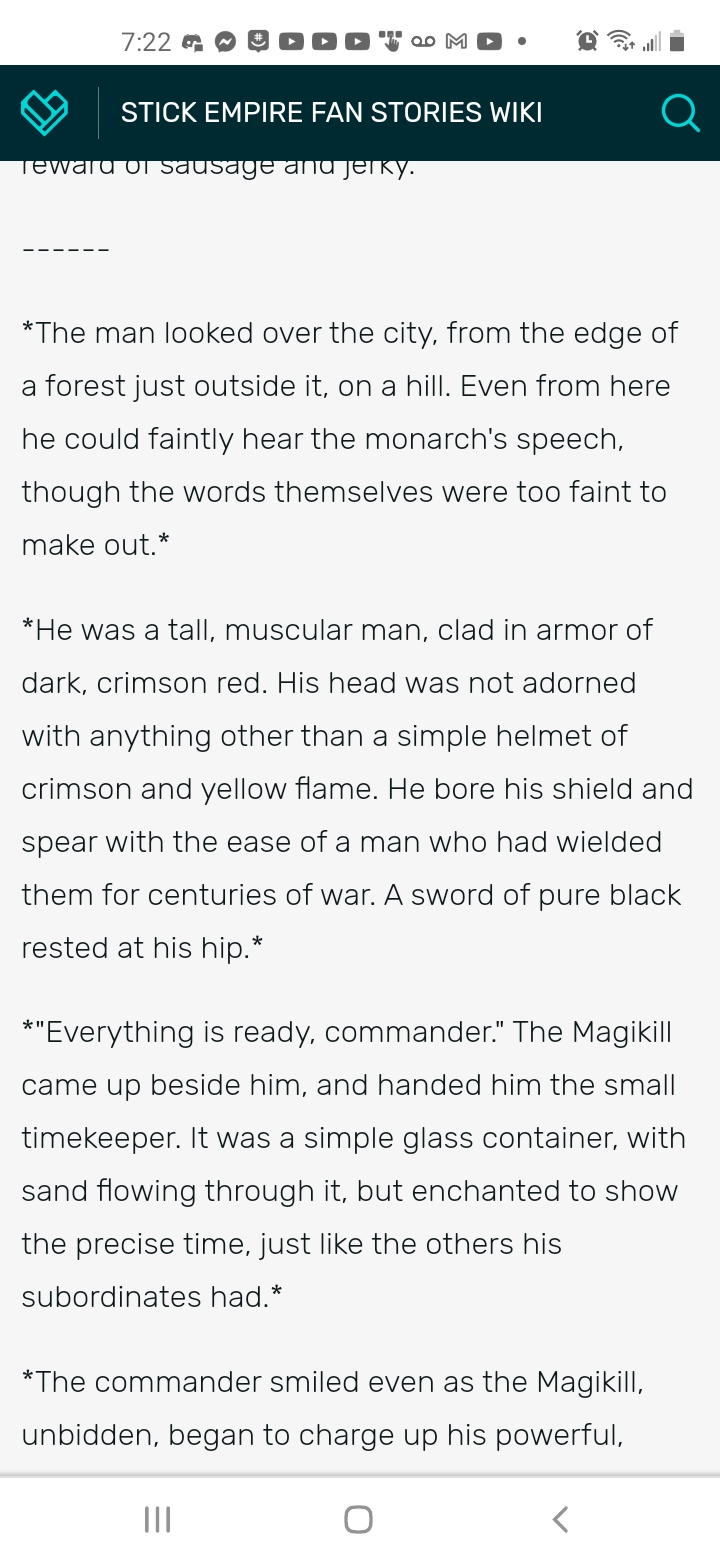 7:22
STICK EMPIRE FAN STORIES WIKI
reward of sausage and jerky.
------
*The man looked over the city, from the edge of
a forest just outside it, on a hill. Even from here
he could faintly hear the monarch's speech,
though the words themselves were too faint to
make out.*
*He was a tall, muscular man, clad in armor of
dark, crimson red. His head was not adorned
with anything other than a simple helmet of
crimson and yellow flame. He bore his shield and
spear with the ease of a man who had wielded
them for centuries of war. A sword of pure black
rested at his hip.*
*"Everything is ready, commander." The Magikill
came up beside him, and handed him the small
timekeeper. It was a simple glass container, with
sand flowing through it, but enchanted to show
the precise time, just like the others his
subordinates had.*
*The commander smiled even as the Magikill,
unbidden, began to charge up his powerful,